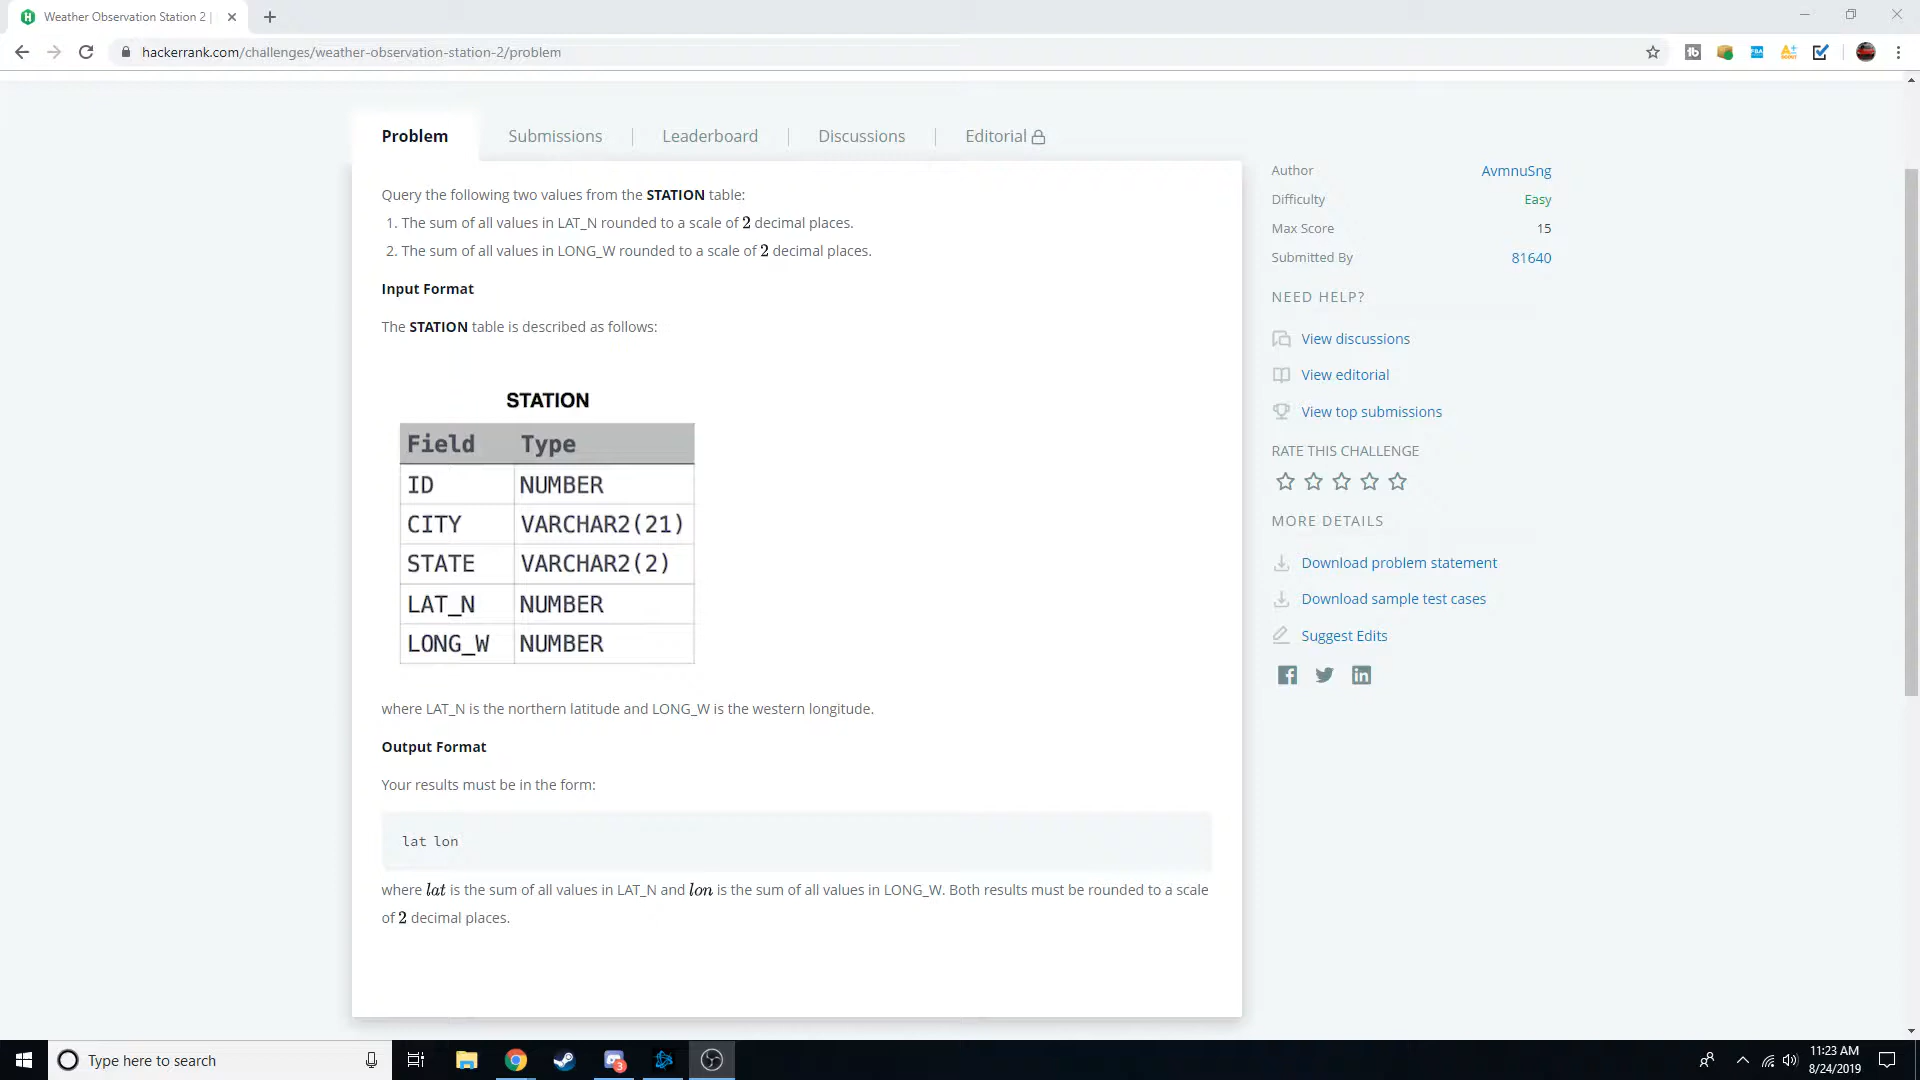 Weather Observation Station 2 |
hackerrank.com/challenges/weather-observation-station-2/problem
Problem
Submissions
Leaderboard
Discussions
Editorial
Query the following two values from the STATION table:
1. The sum of all values in LAT_N rounded to a scale of 2 decimal places.
2. The sum of all values in LONG_W rounded to a scale of 2 decimal places.
Input Format
The STATION table is described as follows:
STATION
Field Type
ID NUMBER
CITY VARCHAR2(21)
STATE VARCHAR2(2)
LAT_N NUMBER
LONG_W NUMBER
where LAT_N is the northern latitude and LONG_W is the western longitude.
Output Format
Your results must be in the form:
lat lon
where lat is the sum of all values in LAT_N and lon is the sum of all values in LONG_W. Both results must be rounded to a scale
of 2 decimal places.
Author AvmnuSng
Difficulty Easy
Max Score 15
Submitted By 81640
NEED HELP?
View discussions
View editorial
View top submissions
RATE THIS CHALLENGE
MORE DETAILS
Download problem statement
Download sample test cases
Suggest Edits
Type here to search
3
11:23 AM
8/24/2019